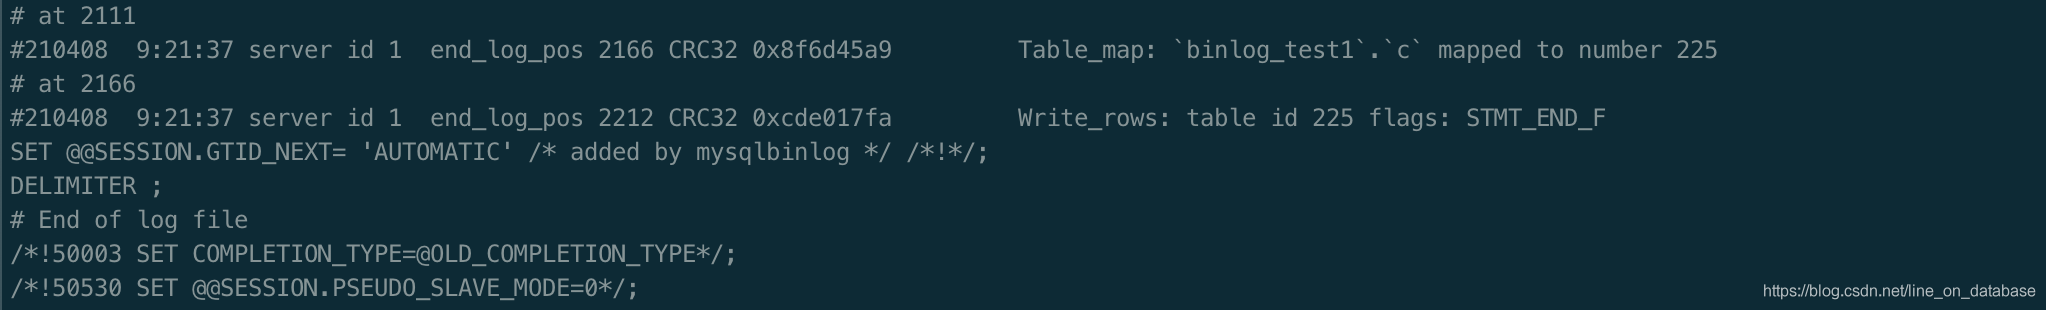 # at 2111
#210408  9:21:37 server id 1  end_log_pos 2166 CRC32 0x8f6d45a9         Table_map: `binlog_test1`.`c` mapped to number 225
# at 2166
#210408  9:21:37 server id 1  end_log_pos 2212 CRC32 0xcde017fa         Write_rows: table id 225 flags: STMT_END_F
SET @@SESSION.GTID_NEXT= 'AUTOMATIC' /* added by mysqlbinlog */ /*!*/;
DELIMITER ;
# End of log file
/*!50003 SET COMPLETION_TYPE=@OLD_COMPLETION_TYPE*/;
/*!50530 SET @@SESSION.PSEUDO_SLAVE_MODE=0*/;
https://blog.csdn.net/line_on_database